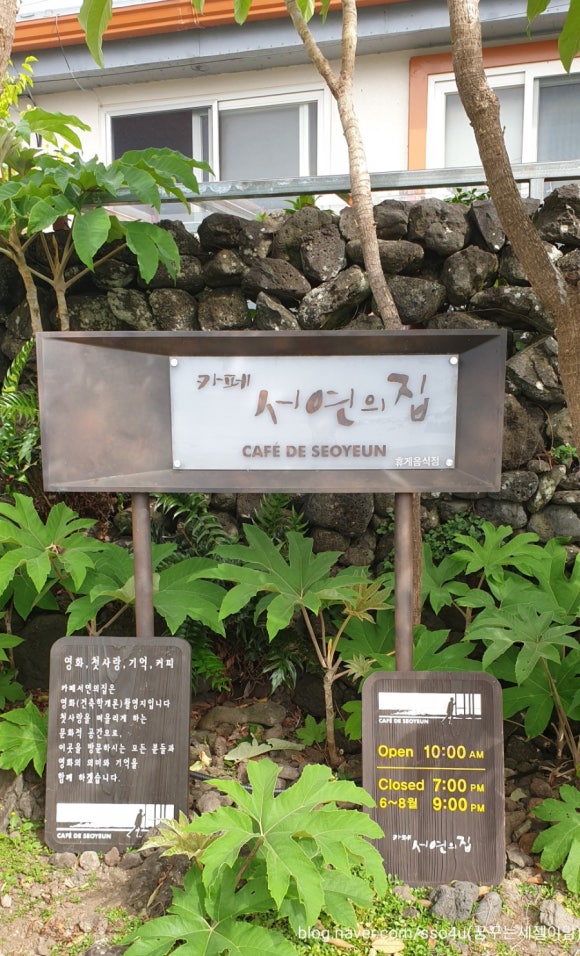 카페 서연의 집
CAFÉ DE SEOYEUN
휴게음식점
영화, 첫사랑, 기억, 커피
카페서연의집은
영화(건축학개론)촬영지입니다
첫사랑을 떠올리게 하는
문화적 공간으로,
이곳을 방문하시는 모든 분들과
영화의 의미와 기억을
함께 하겠습니다.
CAFÉ DE SEOYEUN
CAFÉ DE SEOYEUN
Open 10:00 AM
Closed 7:00 PM
6~8월 9:00 PM
카페 서연의 집
blog.naver.com/sso4u(꿈꾸는세젤이맘)